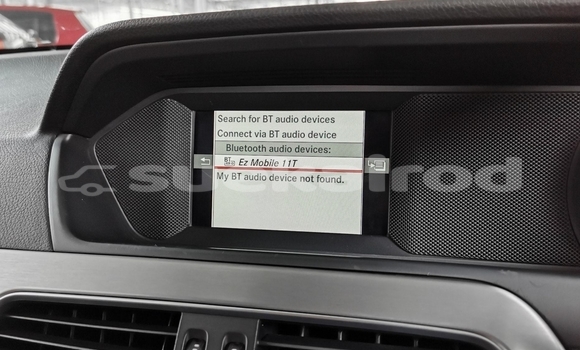 Search for BT audio devices
Connect via BT audio device
Bluetooth audio devices:
Ez Mobile 11T
My BT audio device not found.